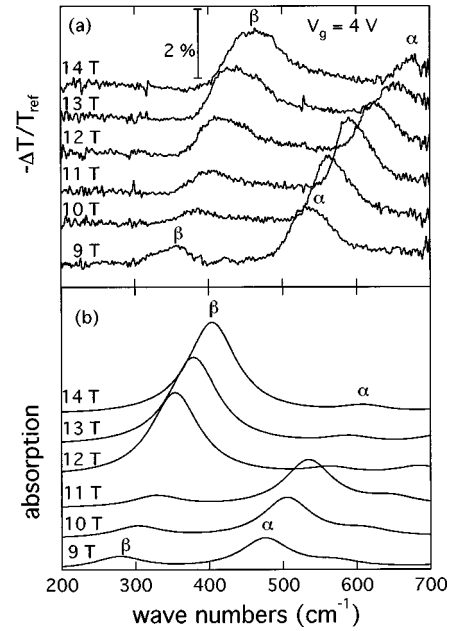 (a)
β
V_g = 4 V
α
2 %
14 T
13 T
12 T
11 T
10 T
9 T
β
α
-ΔT/T_ref
(b)
β
α
14 T
13 T
12 T
11 T
10 T
9 T
β
α
absorption
200 300 400 500 600 700
wave numbers (cm⁻¹)